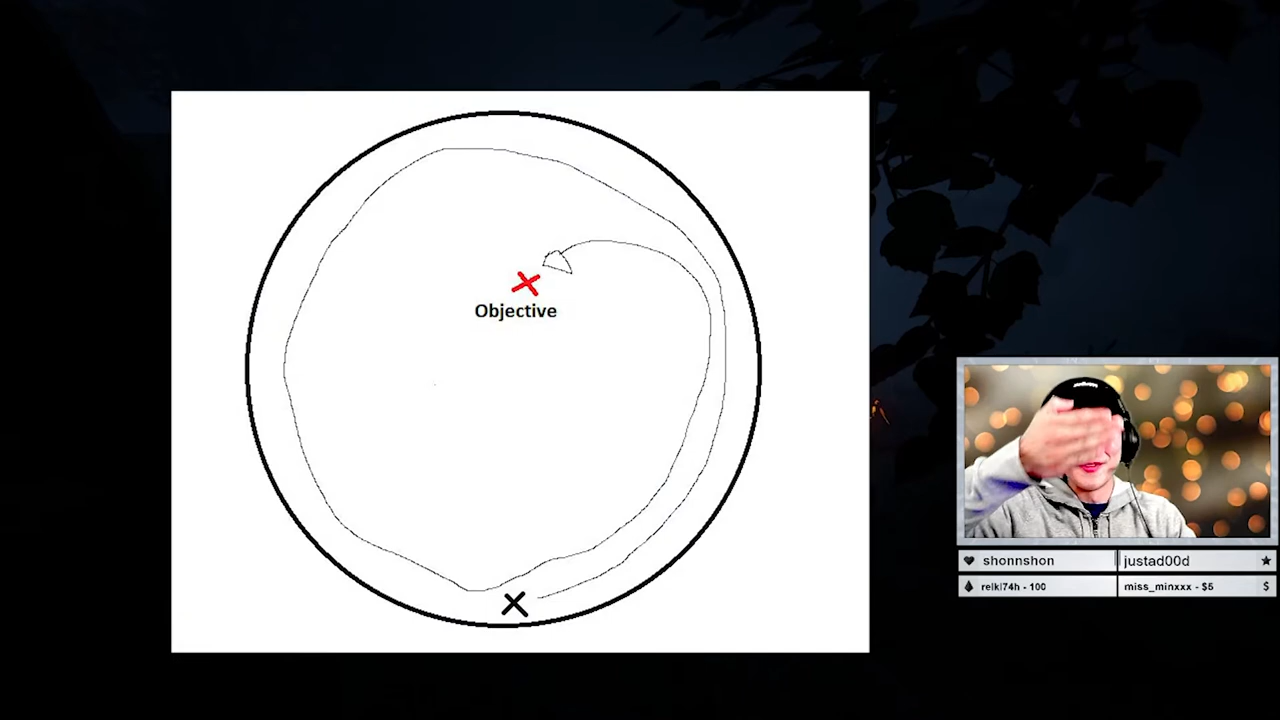 Objective
shonnshon
justad00d
relkl74h - 100
miss_minxxx - $5
$